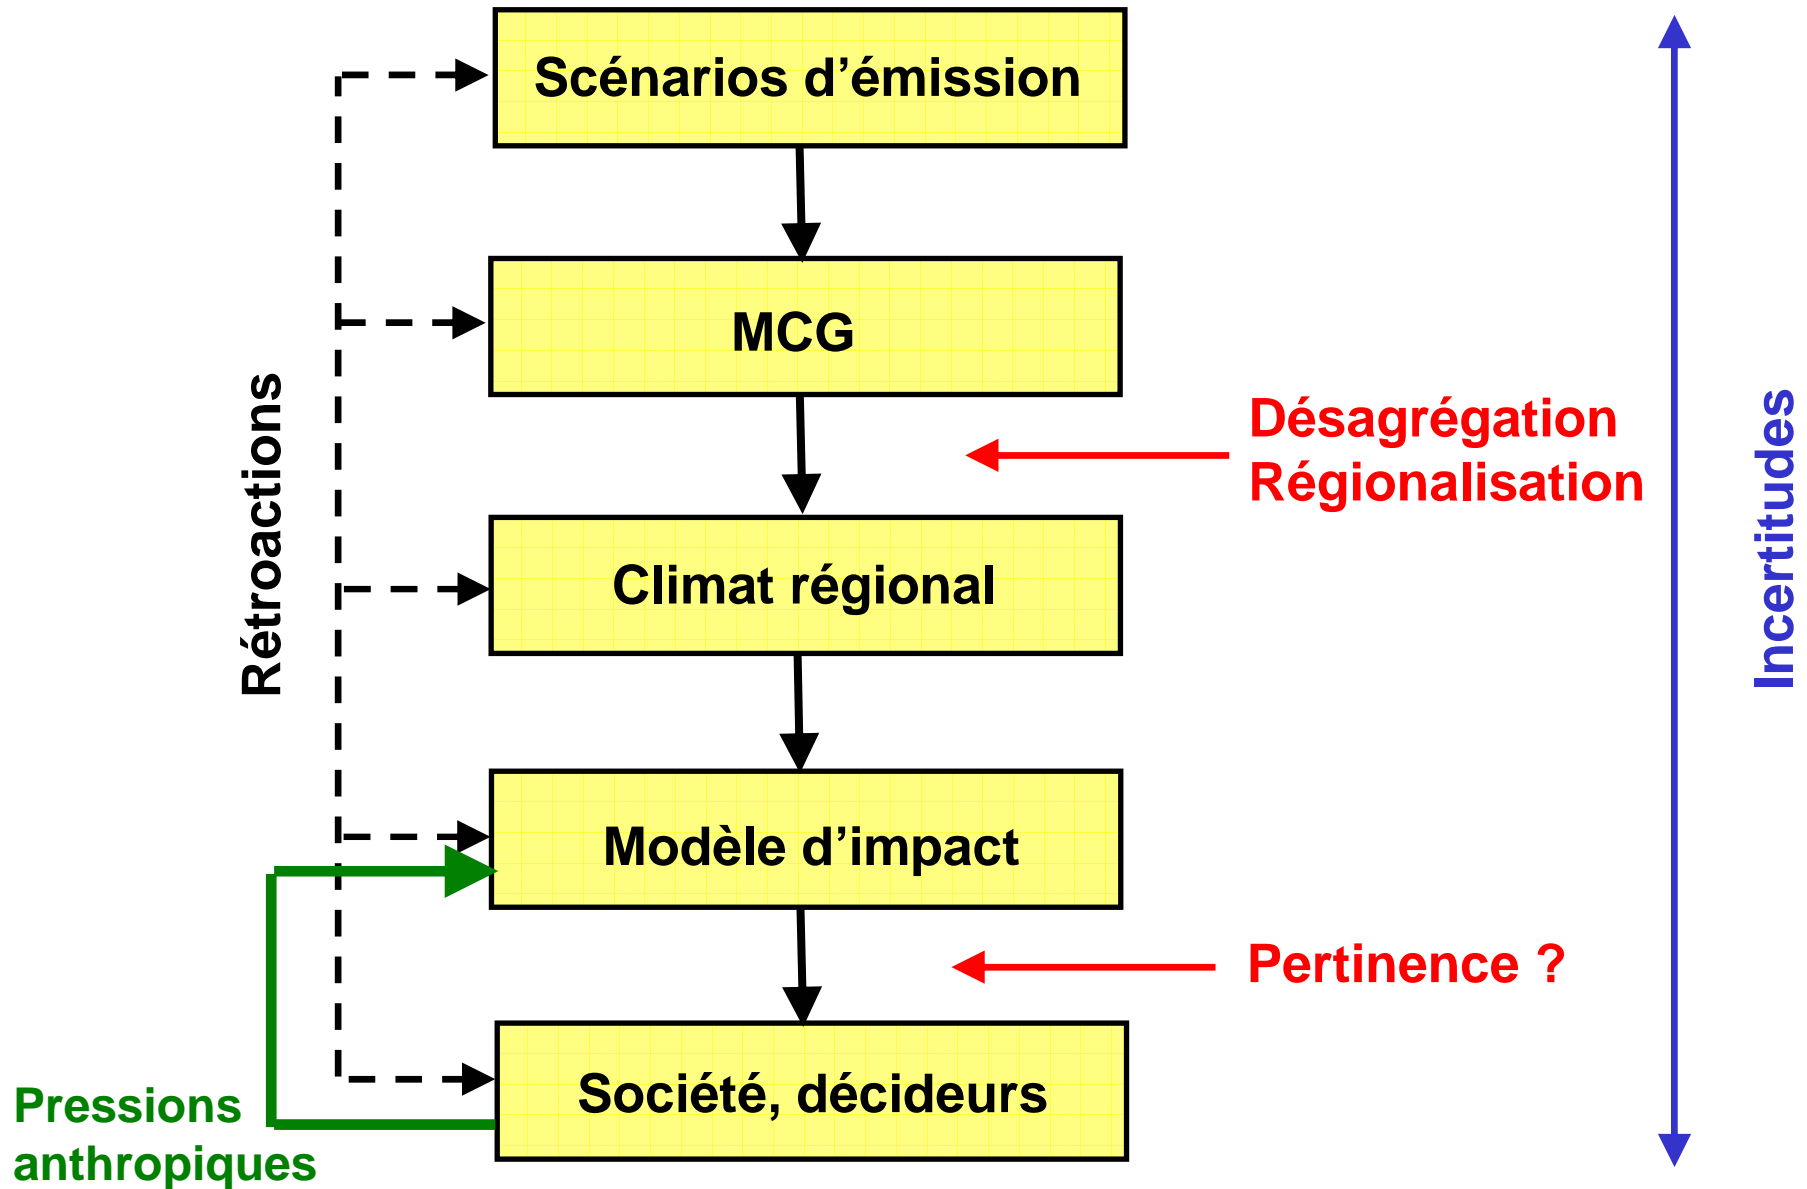 Scénarios d’émission
MCG
Désagrégation
Régionalisation
Rétroactions
Incertitudes
Climat régional
Modèle d’impact
Pertinence ?
Société, décideurs
Pressions
anthropiques